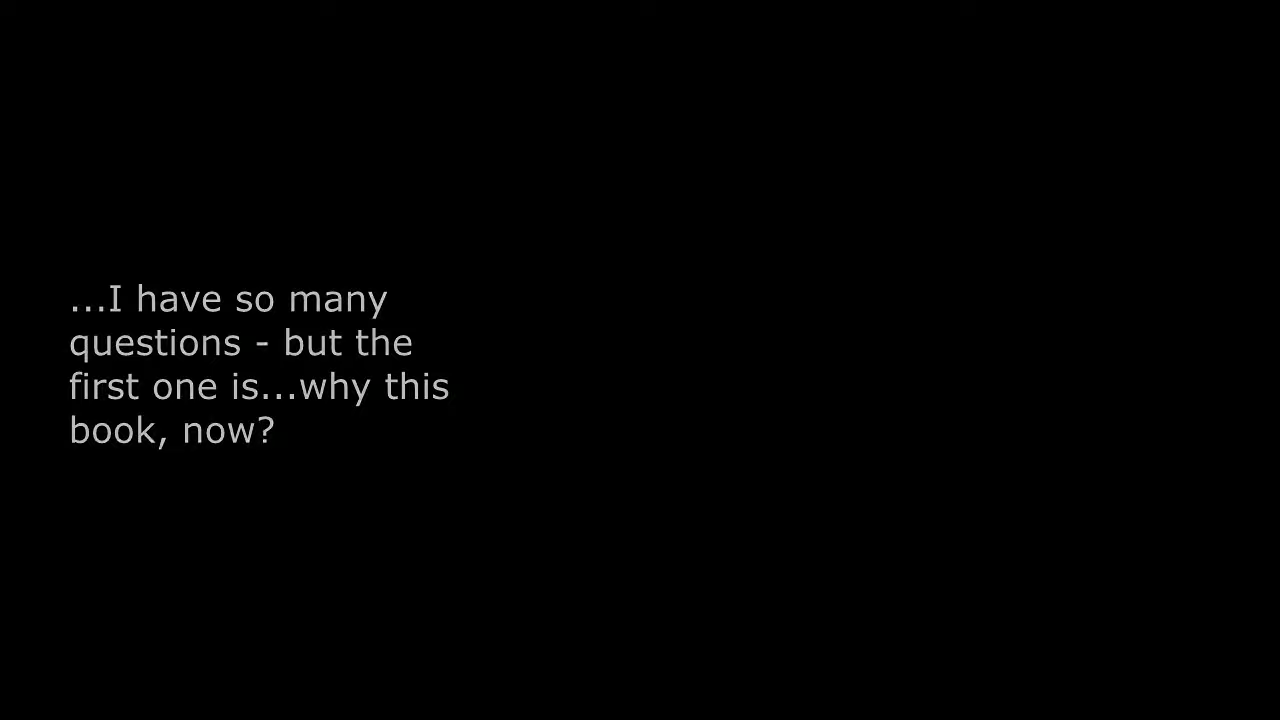 ...I have so many
questions - but the
first one is...why this
book, now?